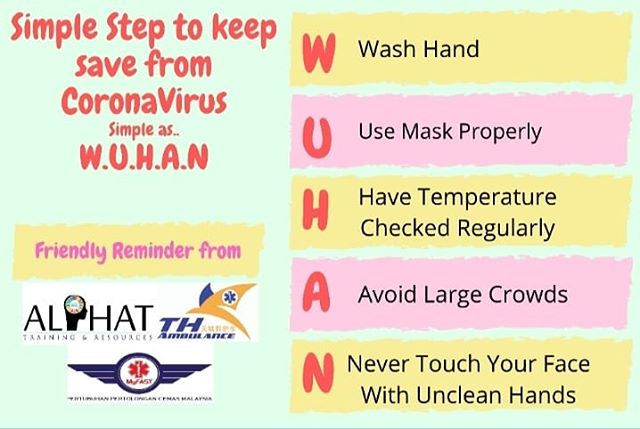 Simple Step to keep
save from
CoronaVirus
Simple as..
W.U.H.A.N
W Wash Hand
U Use Mask Properly
H Have Temperature
Checked Regularly
A Avoid Large Crowds
N Never Touch Your Face
With Unclean Hands
Friendly Reminder from
ALPHAT
TRAINING & RESOURCES
TH
AMBULANCE
MyFAST
PERTUBUHAN PERTOLONGAN CEMAS MALAYSIA